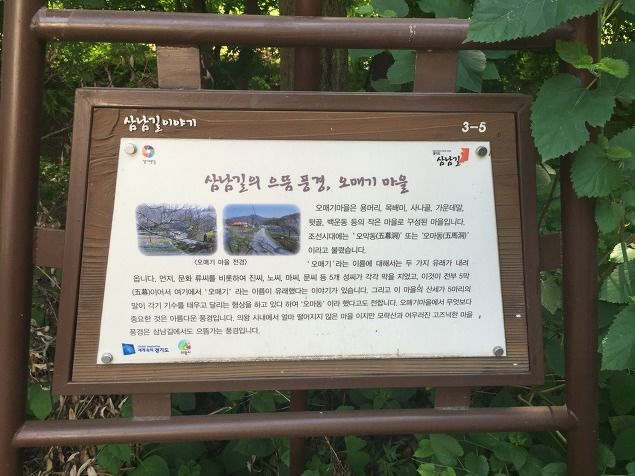 삼남길이야기
3-5
삼남길
삼남길의 으뜸 풍경, 오매기 마을
오매기마을은 용머리, 목배미, 사나골, 가운데말,
뒷골, 백운동 등의 작은 마을로 구성된 마을입니다.
조선시대에는 '오막동(五幕洞)' 또는 '오마동(五馬洞)'
이라고 불렸습니다.
<오매기 마을 전경>
'오매기'라는 이름에 대해서는 두 가지 유래가 내려
옵니다. 먼저, 문화 류씨를 비롯하여 진씨, 노씨, 마씨, 문씨 등 5개 성씨가 각각 막을 지었고, 이것이 전부 5막
(五幕)이어서 여기에서 '오매기' 라는 이름이 유래했다는 이야기가 있습니다. 그리고 이 마을의 산세가 5마리의
말이 각기 기수를 태우고 달리는 형상을 하고 있다 하여 '오마동' 이라 했다고도 전합니다. 오매기마을에서 무엇보다
중요한 것은 아름다운 풍경입니다. 의왕 시내에서 얼마 떨어지지 않은 마을 이지만 모락산과 어우러진 고즈넉한 마을
풍경은 삼남길에서도 으뜸가는 풍경입니다.
세계속의 경기도